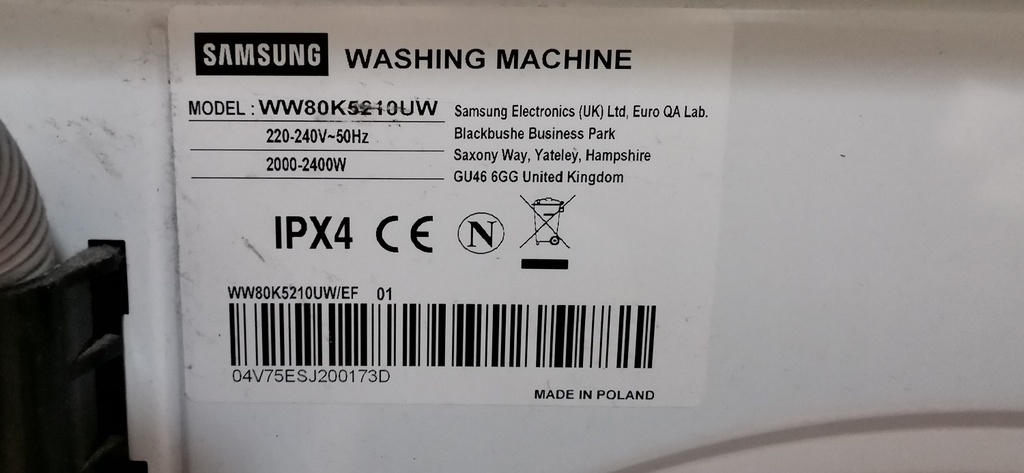 SAMSUNG WASHING MACHINE
MODEL : WW80K5210UW
220-240V~50Hz
2000-2400W
Samsung Electronics (UK) Ltd, Euro QA Lab.
Blackbushe Business Park
Saxony Way, Yateley, Hampshire
GU46 6GG United Kingdom
IPX4 CE N
WW80K5210UW/EF 01
04V75ESJ200173D
MADE IN POLAND